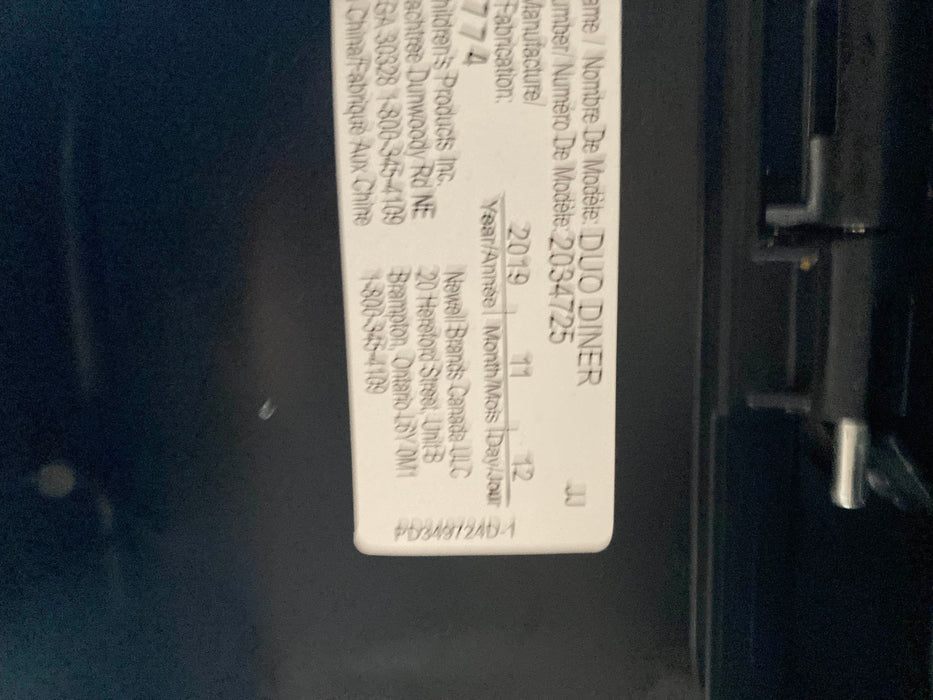 ame / Nombre De Modèle: DUO DINER
umber / Numéro De Modèle: 2034725
JJ
Manufacture/
Fabrication:
2019 11 12
Year/Année Month/Mois Day/Jour
774
hildren's Products, Inc.
achtree Dunwoody Rd NE
GA 30328 1-800-345-4109
China/Fabriqué Aux Chine
Newell Brands Canada ULC
20 Hereford Street, Unit B
Brampton, Ontario L6Y 0M1
1-800-345-4109
PD349724D-1